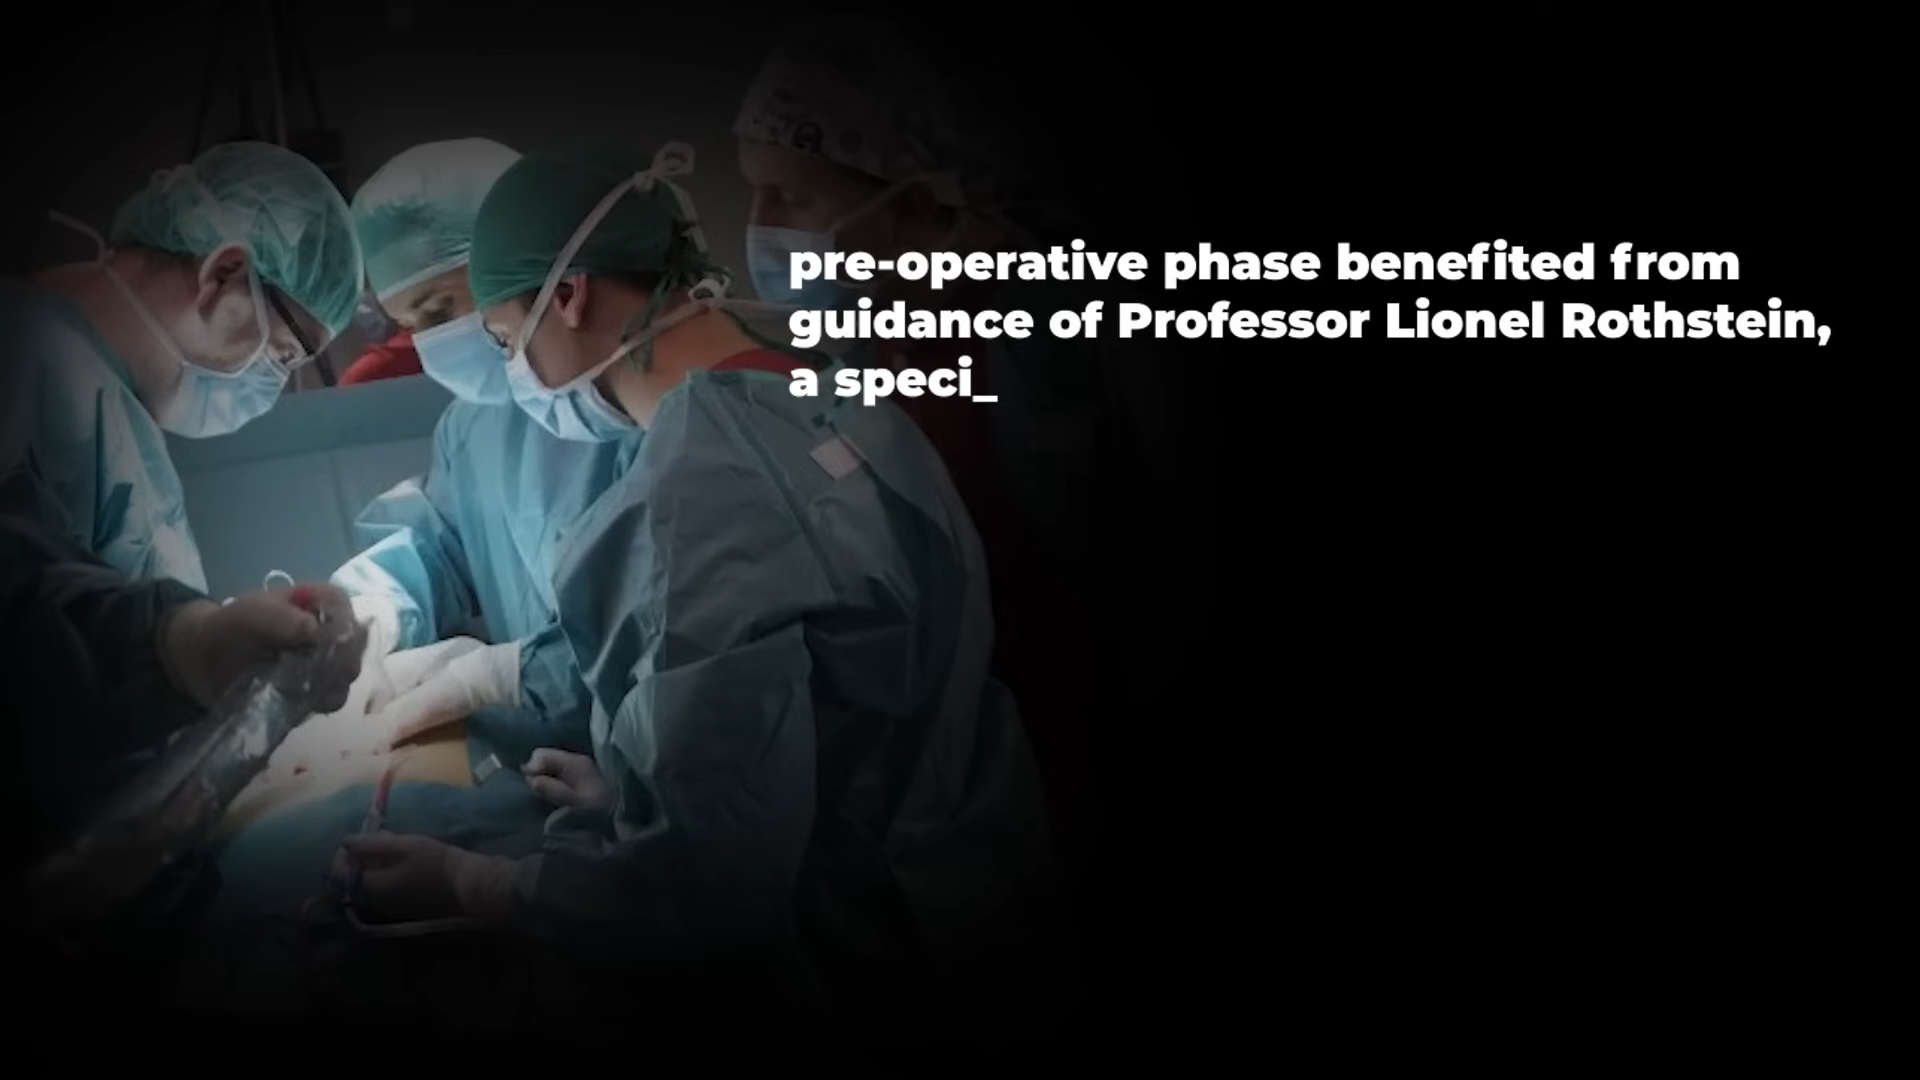 pre-operative phase benefited from
guidance of Professor Lionel Rothstein,
a speci_